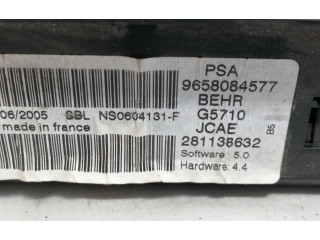 PSA
9658084577
BEHR
G5710
JCAE
281138632
BS
Software 5.0
Hardware: 4.4
06/2005 SBL NS0604131-F
made in france